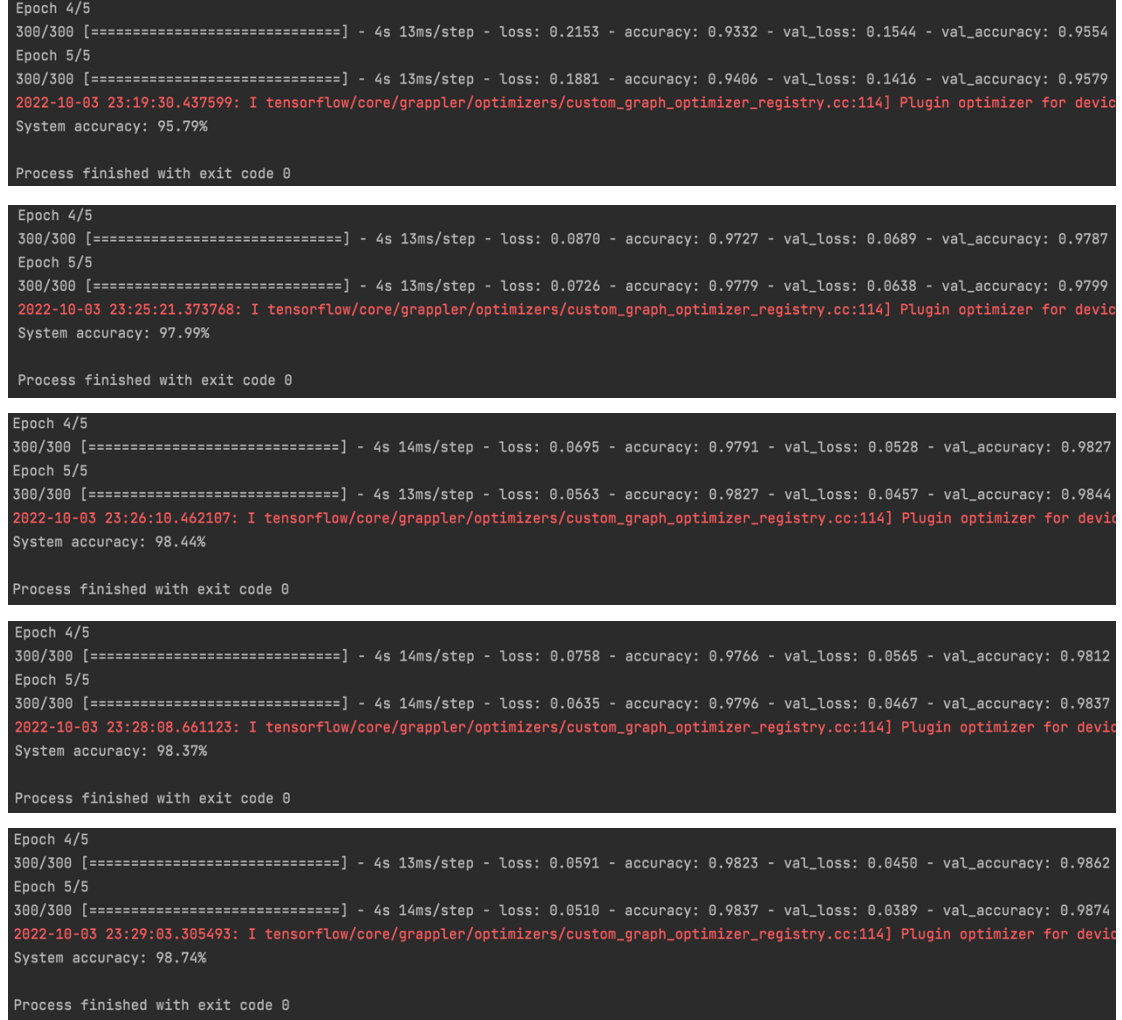 Epoch 4/5
300/300 [==============================] - 4s 13ms/step - loss: 0.2153 - accuracy: 0.9332 - val_loss: 0.1544 - val_accuracy: 0.9554
Epoch 5/5
300/300 [==============================] - 4s 13ms/step - loss: 0.1881 - accuracy: 0.9406 - val_loss: 0.1416 - val_accuracy: 0.9579
2022-10-03 23:19:30.437599: I tensorflow/core/grappler/optimizers/custom_graph_optimizer_registry.cc:114] Plugin optimizer for devic
System accuracy: 95.79%
Process finished with exit code 0
Epoch 4/5
300/300 [==============================] - 4s 13ms/step - loss: 0.0870 - accuracy: 0.9727 - val_loss: 0.0689 - val_accuracy: 0.9787
Epoch 5/5
300/300 [==============================] - 4s 13ms/step - loss: 0.0726 - accuracy: 0.9779 - val_loss: 0.0638 - val_accuracy: 0.9799
2022-10-03 23:25:21.373768: I tensorflow/core/grappler/optimizers/custom_graph_optimizer_registry.cc:114] Plugin optimizer for devic
System accuracy: 97.99%
Process finished with exit code 0
Epoch 4/5
300/300 [==============================] - 4s 14ms/step - loss: 0.0695 - accuracy: 0.9791 - val_loss: 0.0528 - val_accuracy: 0.9827
Epoch 5/5
300/300 [==============================] - 4s 13ms/step - loss: 0.0563 - accuracy: 0.9827 - val_loss: 0.0457 - val_accuracy: 0.9844
2022-10-03 23:26:10.462107: I tensorflow/core/grappler/optimizers/custom_graph_optimizer_registry.cc:114] Plugin optimizer for devic
System accuracy: 98.44%
Process finished with exit code 0
Epoch 4/5
300/300 [==============================] - 4s 14ms/step - loss: 0.0758 - accuracy: 0.9766 - val_loss: 0.0565 - val_accuracy: 0.9812
Epoch 5/5
300/300 [==============================] - 4s 14ms/step - loss: 0.0635 - accuracy: 0.9796 - val_loss: 0.0467 - val_accuracy: 0.9837
2022-10-03 23:28:08.661123: I tensorflow/core/grappler/optimizers/custom_graph_optimizer_registry.cc:114] Plugin optimizer for devic
System accuracy: 98.37%
Process finished with exit code 0
Epoch 4/5
300/300 [==============================] - 4s 13ms/step - loss: 0.0591 - accuracy: 0.9823 - val_loss: 0.0450 - val_accuracy: 0.9862
Epoch 5/5
300/300 [==============================] - 4s 14ms/step - loss: 0.0510 - accuracy: 0.9837 - val_loss: 0.0389 - val_accuracy: 0.9874
2022-10-03 23:29:03.305493: I tensorflow/core/grappler/optimizers/custom_graph_optimizer_registry.cc:114] Plugin optimizer for devic
System accuracy: 98.74%
Process finished with exit code 0